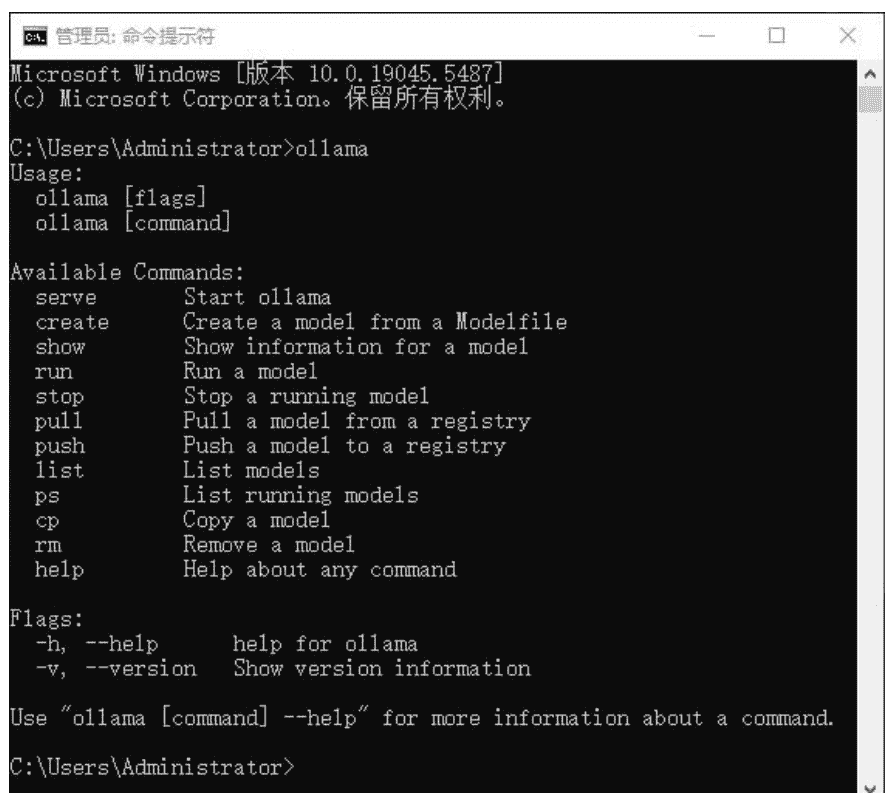 管理员: 命令提示符
Microsoft Windows [版本 10.0.19045.5487]
(c) Microsoft Corporation。保留所有权利。
C:\Users\Administrator>ollama
Usage:
  ollama [flags]
  ollama [command]
Available Commands:
  serve       Start ollama
  create      Create a model from a Modelfile
  show        Show information for a model
  run         Run a model
  stop        Stop a running model
  pull        Pull a model from a registry
  push        Push a model to a registry
  list        List models
  ps          List running models
  cp          Copy a model
  rm          Remove a model
  help        Help about any command
Flags:
  -h, --help      help for ollama
  -v, --version   Show version information
Use "ollama [command] --help" for more information about a command.
C:\Users\Administrator>